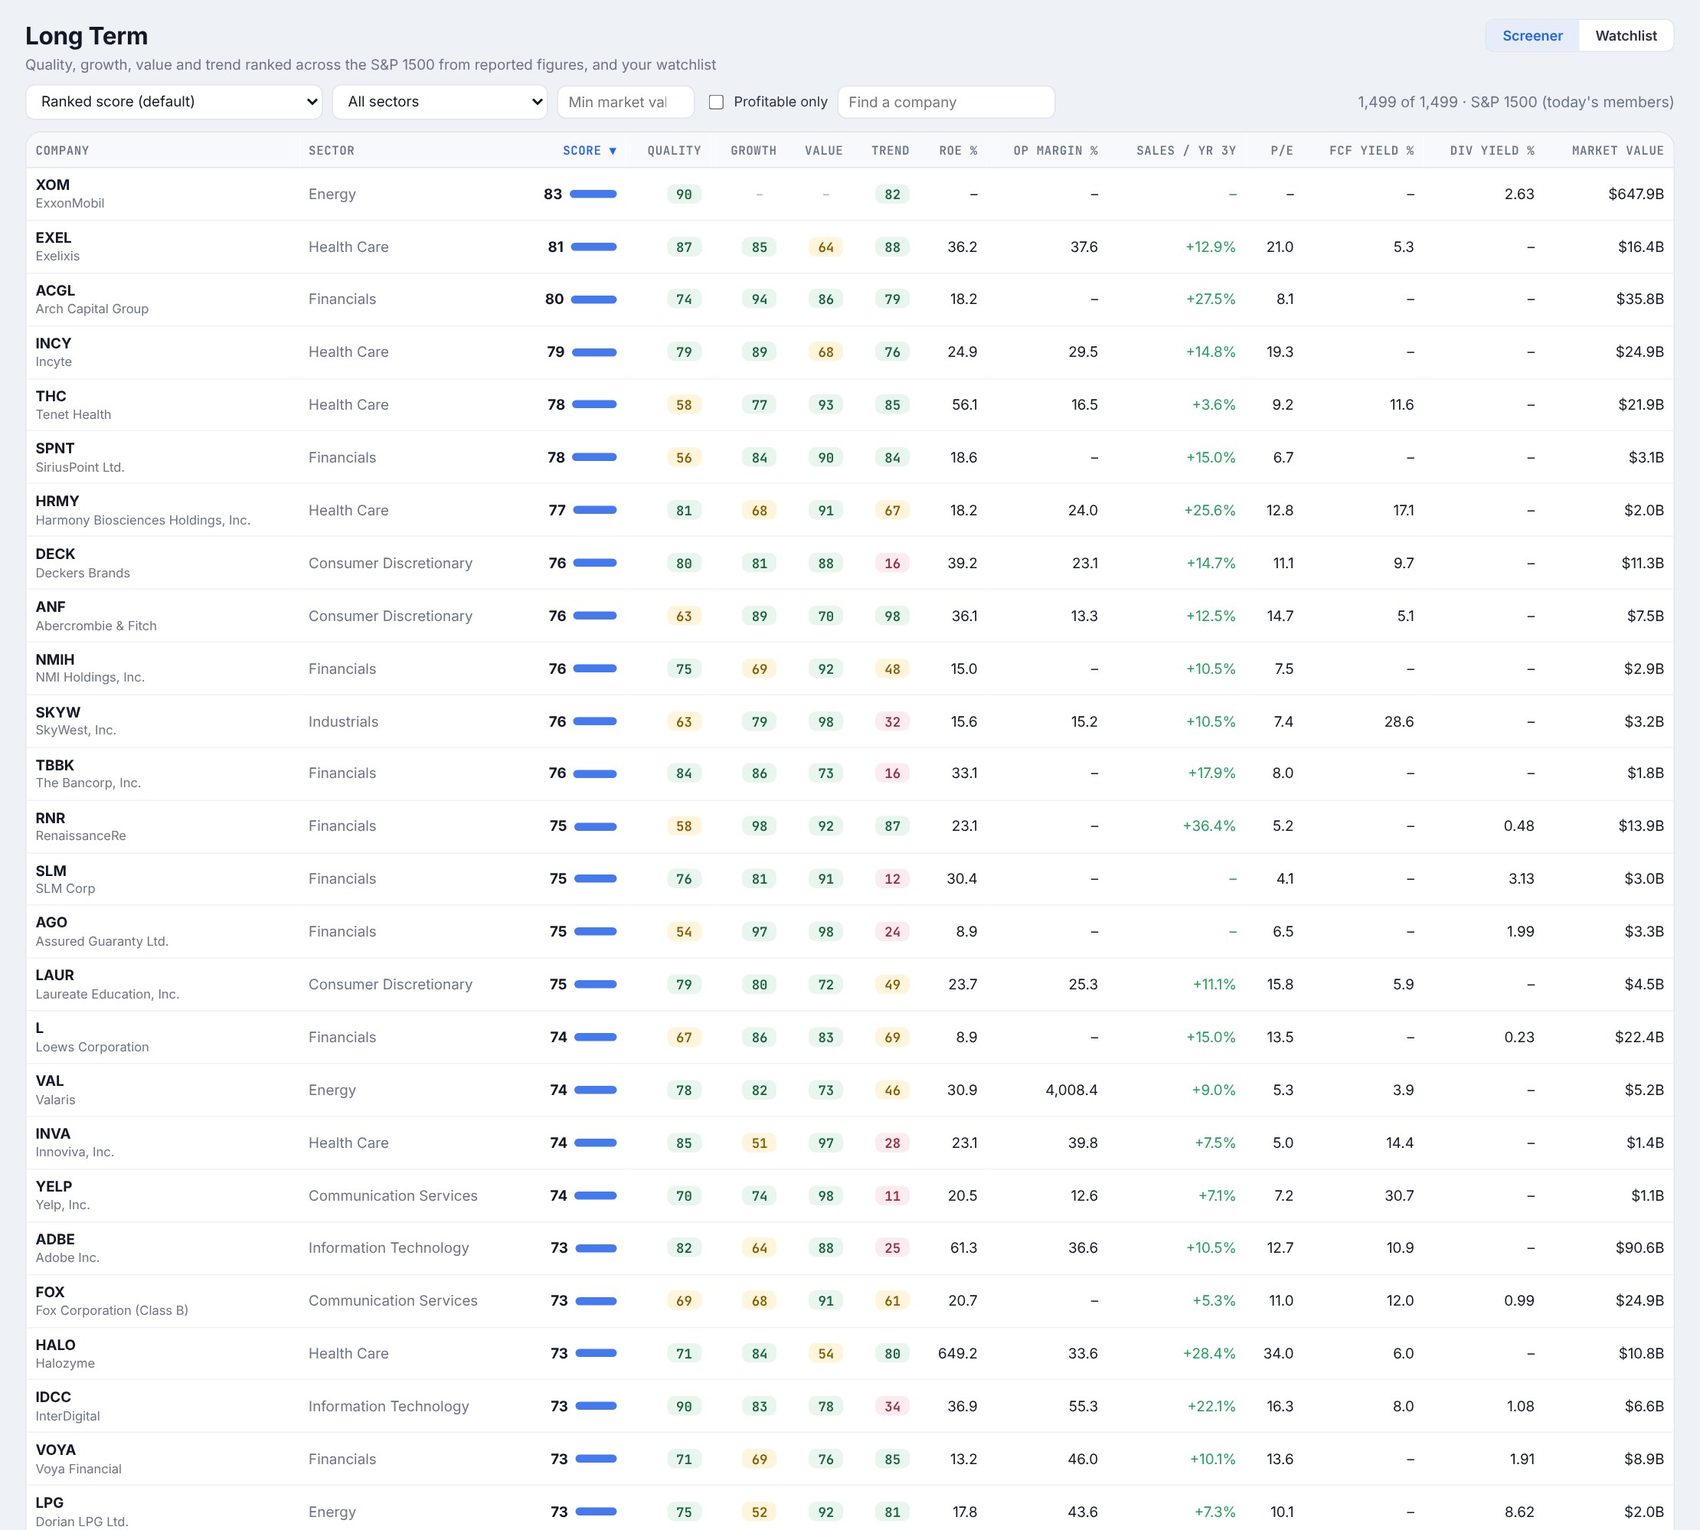 Long Term
Screener Watchlist
Quality, growth, value and trend ranked across the S&P 1500 from reported figures, and your watchlist
Ranked score (default) All sectors Min market val Profitable only Find a company 1,499 of 1,499 · S&P 1500 (today's members)
COMPANY SECTOR SCORE ▼ QUALITY GROWTH VALUE TREND ROE % OP MARGIN % SALES / YR 3Y P/E FCF YIELD % DIV YIELD % MARKET VALUE
XOM
ExxonMobil
Energy 83 90 – – 82 – – – – – 2.63 $647.9B
EXEL
Exelixis
Health Care 81 87 85 64 88 36.2 37.6 +12.9% 21.0 5.3 – $16.4B
ACGL
Arch Capital Group
Financials 80 74 94 86 79 18.2 – +27.5% 8.1 – – $35.8B
INCY
Incyte
Health Care 79 79 89 68 76 24.9 29.5 +14.8% 19.3 – – $24.9B
THC
Tenet Health
Health Care 78 58 77 93 85 56.1 16.5 +3.6% 9.2 11.6 – $21.9B
SPNT
SiriusPoint Ltd.
Financials 78 56 84 90 84 18.6 – +15.0% 6.7 – – $3.1B
HRMY
Harmony Biosciences Holdings, Inc.
Health Care 77 81 68 91 67 18.2 24.0 +25.6% 12.8 17.1 – $2.0B
DECK
Deckers Brands
Consumer Discretionary 76 80 81 88 16 39.2 23.1 +14.7% 11.1 9.7 – $11.3B
ANF
Abercrombie & Fitch
Consumer Discretionary 76 63 89 70 98 36.1 13.3 +12.5% 14.7 5.1 – $7.5B
NMIH
NMI Holdings, Inc.
Financials 76 75 69 92 48 15.0 – +10.5% 7.5 – – $2.9B
SKYW
SkyWest, Inc.
Industrials 76 63 79 98 32 15.6 15.2 +10.5% 7.4 28.6 – $3.2B
TBBK
The Bancorp, Inc.
Financials 76 84 86 73 16 33.1 – +17.9% 8.0 – – $1.8B
RNR
RenaissanceRe
Financials 75 58 98 92 87 23.1 – +36.4% 5.2 – 0.48 $13.9B
SLM
SLM Corp
Financials 75 76 81 91 12 30.4 – – 4.1 – 3.13 $3.0B
AGO
Assured Guaranty Ltd.
Financials 75 54 97 98 24 8.9 – – 6.5 – 1.99 $3.3B
LAUR
Laureate Education, Inc.
Consumer Discretionary 75 79 80 72 49 23.7 25.3 +11.1% 15.8 5.9 – $4.5B
L
Loews Corporation
Financials 74 67 86 83 69 8.9 – +15.0% 13.5 – 0.23 $22.4B
VAL
Valaris
Energy 74 78 82 73 46 30.9 4,008.4 +9.0% 5.3 3.9 – $5.2B
INVA
Innoviva, Inc.
Health Care 74 85 51 97 28 23.1 39.8 +7.5% 5.0 14.4 – $1.4B
YELP
Yelp, Inc.
Communication Services 74 70 74 98 11 20.5 12.6 +7.1% 7.2 30.7 – $1.1B
ADBE
Adobe Inc.
Information Technology 73 82 64 88 25 61.3 36.6 +10.5% 12.7 10.9 – $90.6B
FOX
Fox Corporation (Class B)
Communication Services 73 69 68 91 61 20.7 – +5.3% 11.0 12.0 0.99 $24.9B
HALO
Halozyme
Health Care 73 71 84 54 80 649.2 33.6 +28.4% 34.0 6.0 – $10.8B
IDCC
InterDigital
Information Technology 73 90 83 78 34 36.9 55.3 +22.1% 16.3 8.0 1.08 $6.6B
VOYA
Voya Financial
Financials 73 71 69 76 85 13.2 46.0 +10.1% 13.6 – 1.91 $8.9B
LPG
Dorian LPG Ltd.
Energy 73 75 52 92 81 17.8 43.6 +7.3% 10.1 – 8.62 $2.0B